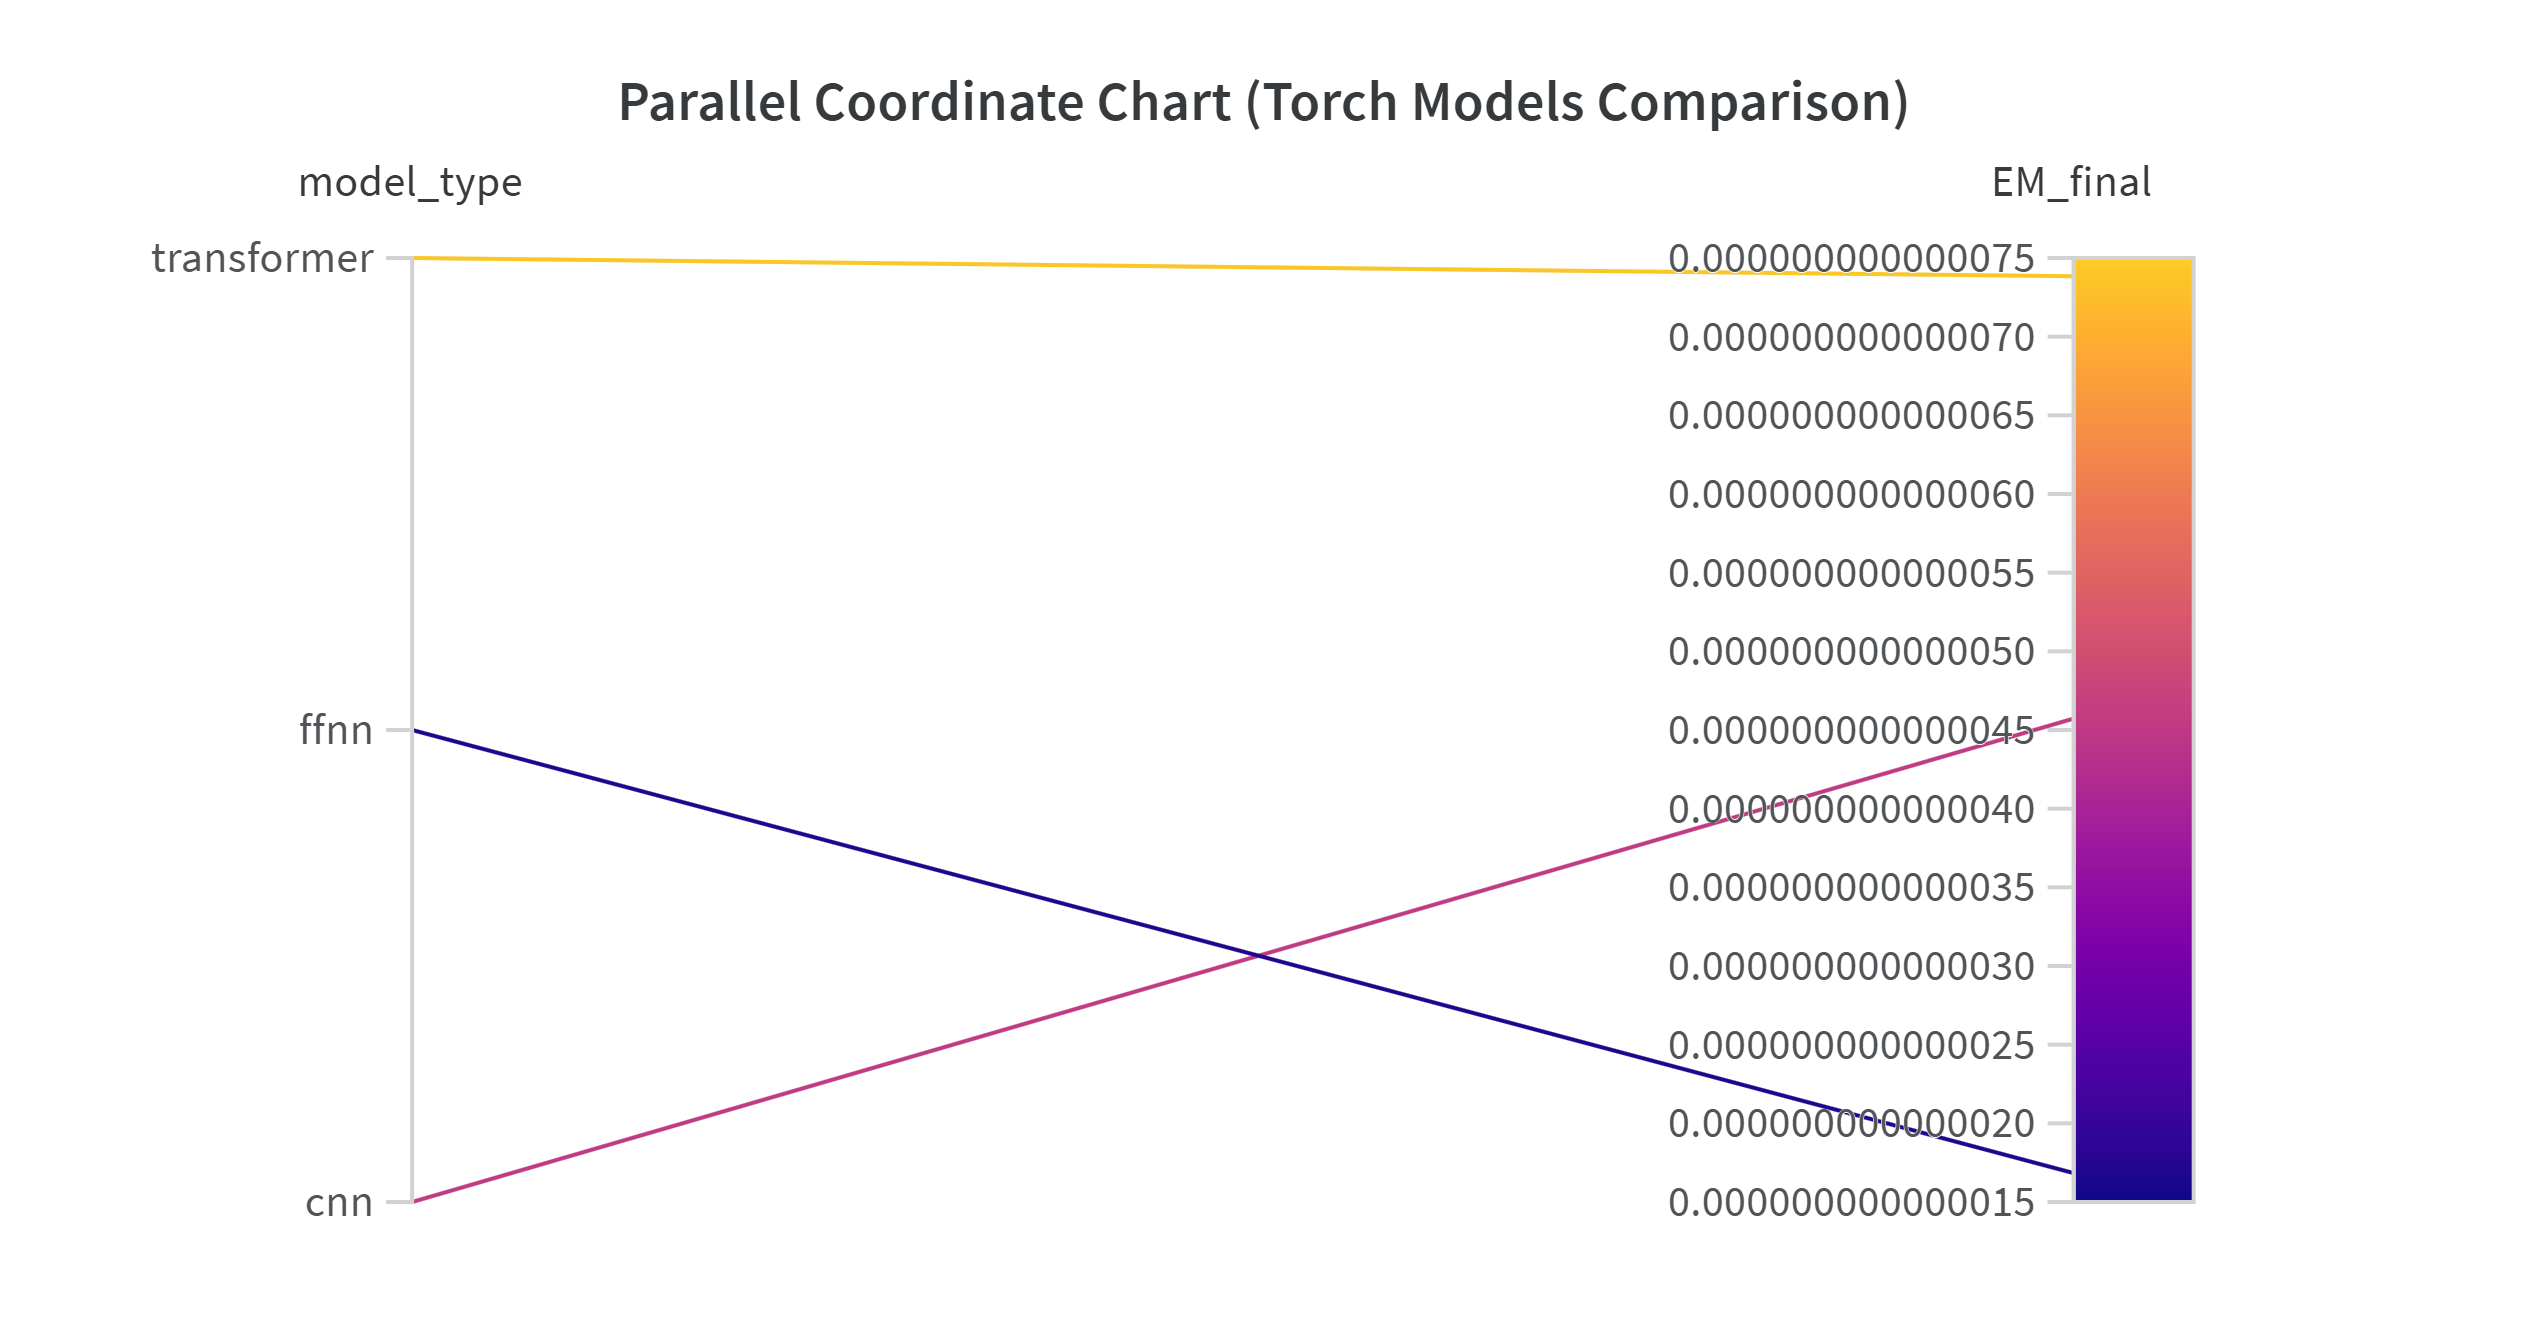 Parallel Coordinate Chart (Torch Models Comparison)
model_type
EM_final
transformer
ffnn
cnn
0.000000000000075
0.000000000000070
0.000000000000065
0.000000000000060
0.000000000000055
0.000000000000050
0.000000000000045
0.000000000000040
0.000000000000035
0.000000000000030
0.000000000000025
0.000000000000020
0.000000000000015